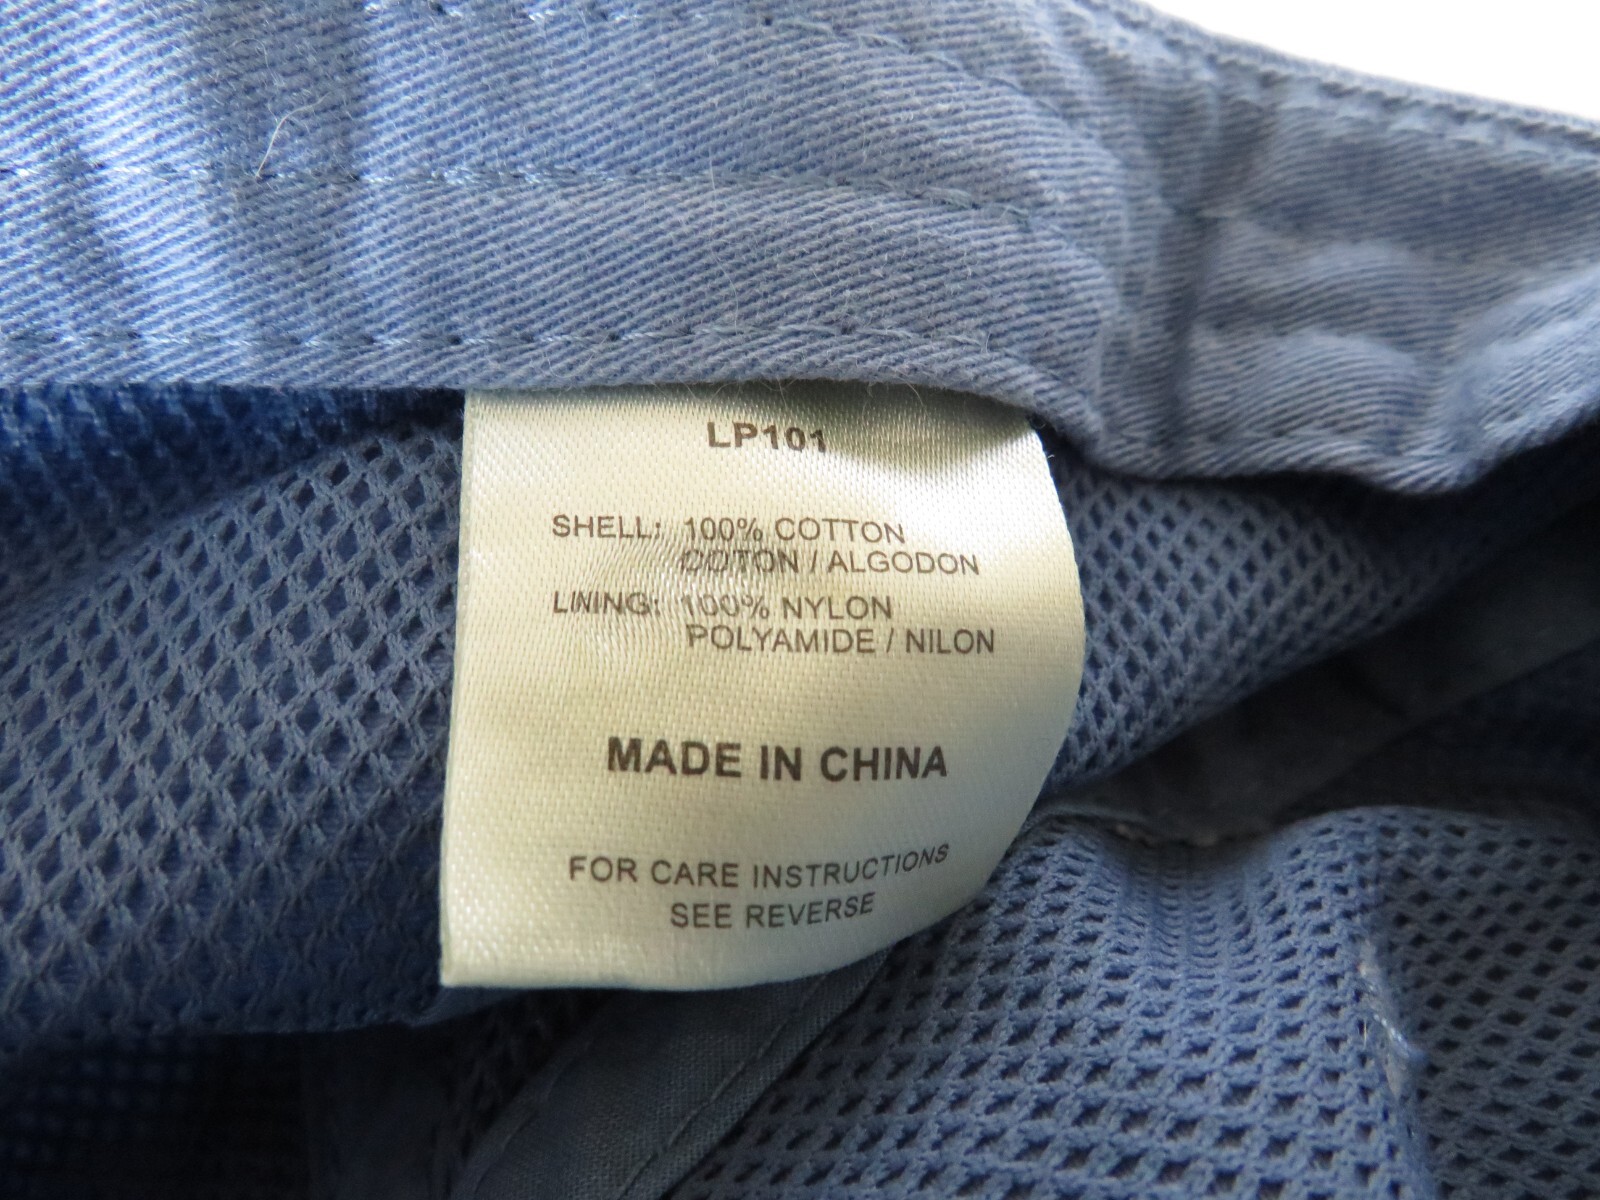 LP101
SHELL: 100% COTTON
COTON / ALGODON
LINING: 100% NYLON
POLYAMIDE / NILON
MADE IN CHINA
FOR CARE INSTRUCTIONS
SEE REVERSE